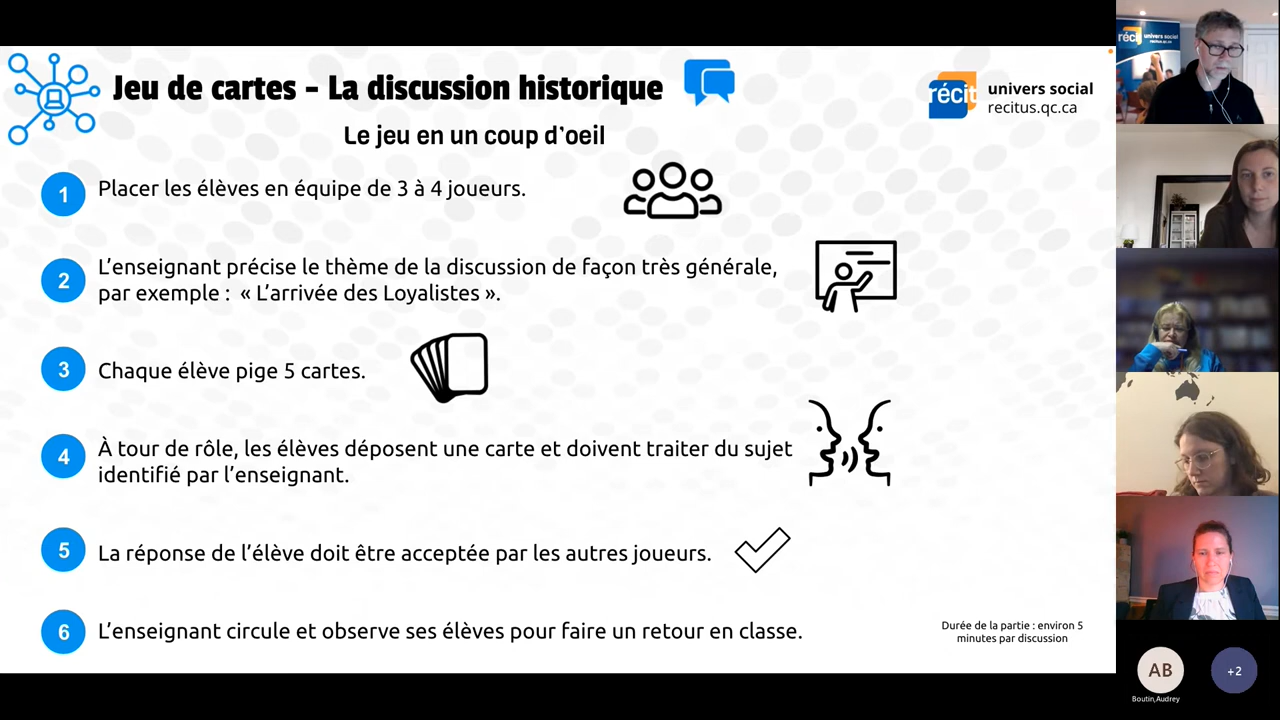 Jeu de cartes – La discussion historique
récit univers social
recitus.qc.ca
Le jeu en un coup d'oeil
1 Placer les élèves en équipe de 3 à 4 joueurs.
2 L'enseignant précise le thème de la discussion de façon très générale,
par exemple : « L'arrivée des Loyalistes ».
3 Chaque élève pige 5 cartes.
4 À tour de rôle, les élèves déposent une carte et doivent traiter du sujet
identifié par l'enseignant.
5 La réponse de l'élève doit être acceptée par les autres joueurs.
6 L'enseignant circule et observe ses élèves pour faire un retour en classe.
Durée de la partie : environ 5
minutes par discussion
univers social
recitus.qc.ca
AB
Boutin,Audrey
+2